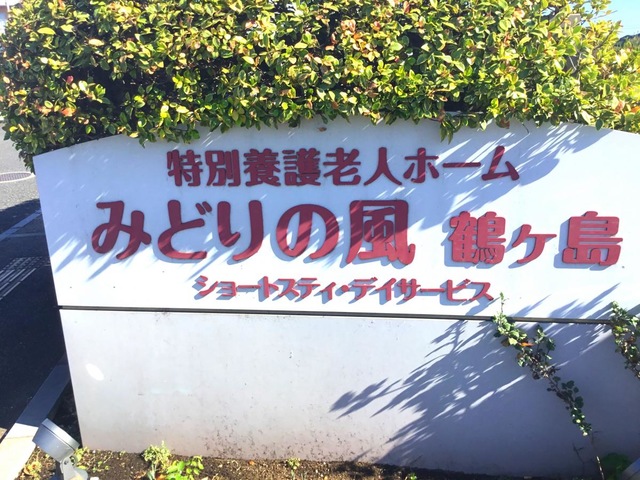 特別養護老人ホーム
みどりの風 鶴ヶ島
ショートスティ・デイサービス